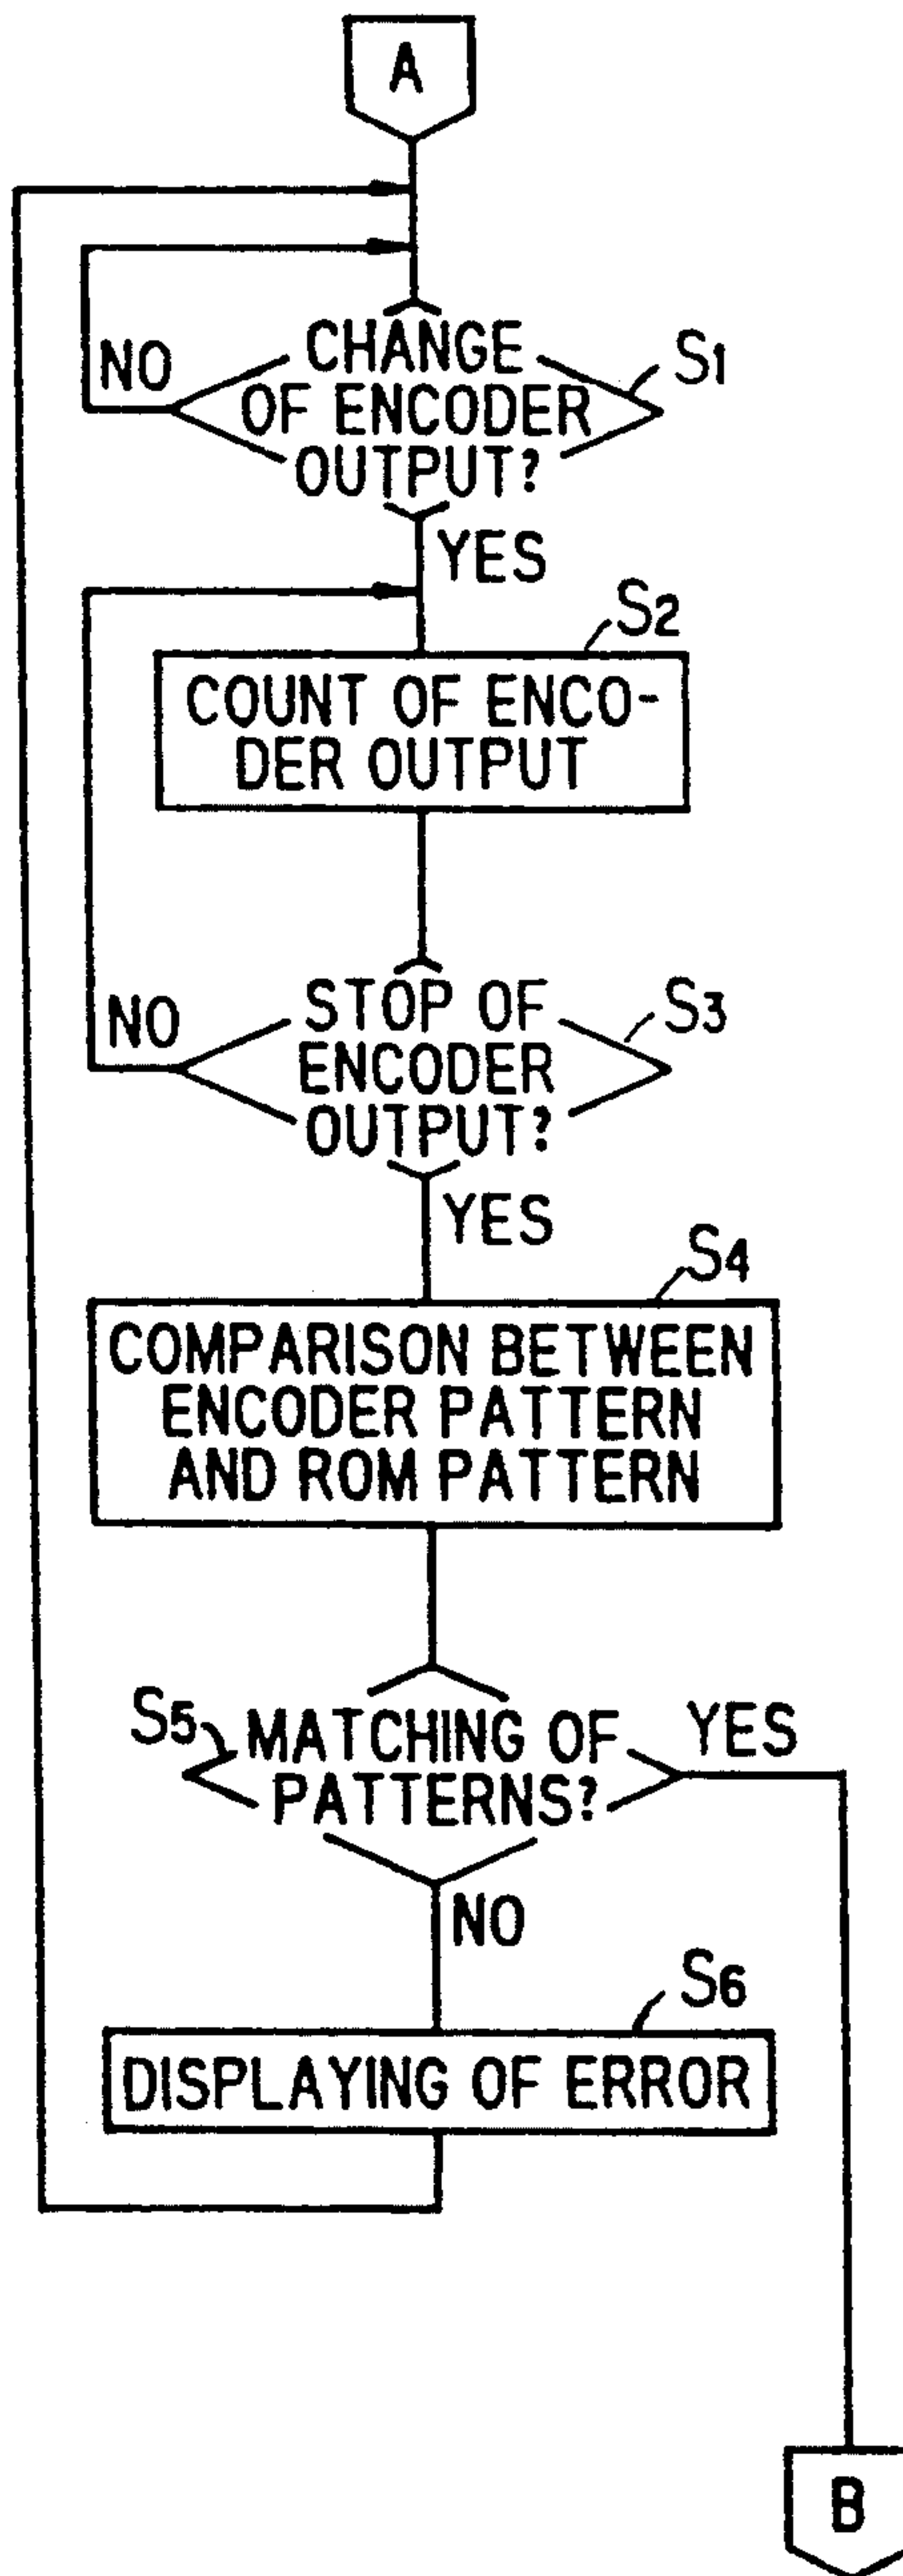 A
NO
CHANGE
OF ENCODER
OUTPUT?
S1
YES
S2
COUNT OF ENCO-
DER OUTPUT
NO
STOP OF
ENCODER
OUTPUT?
S3
YES
S4
COMPARISON BETWEEN
ENCODER PATTERN
AND ROM PATTERN
S5
MATCHING OF
PATTERNS?
YES
NO
S6
DISPLAYING OF ERROR
B